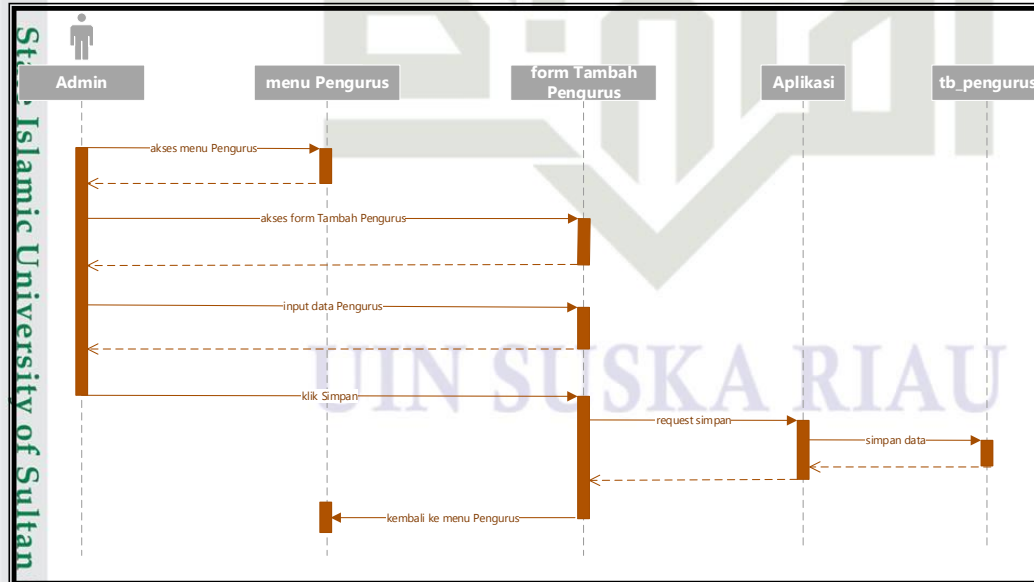 State Islamic University of Sultan
Admin
menu Pengurus
form Tambah
Pengurus
Aplikasi
tb_pengurus
akses menu Pengurus
akses form Tambah Pengurus
input data Pengurus
UIN SUSKA RIAU
klik Simpan
request simpan
simpan data
kembali ke menu Pengurus